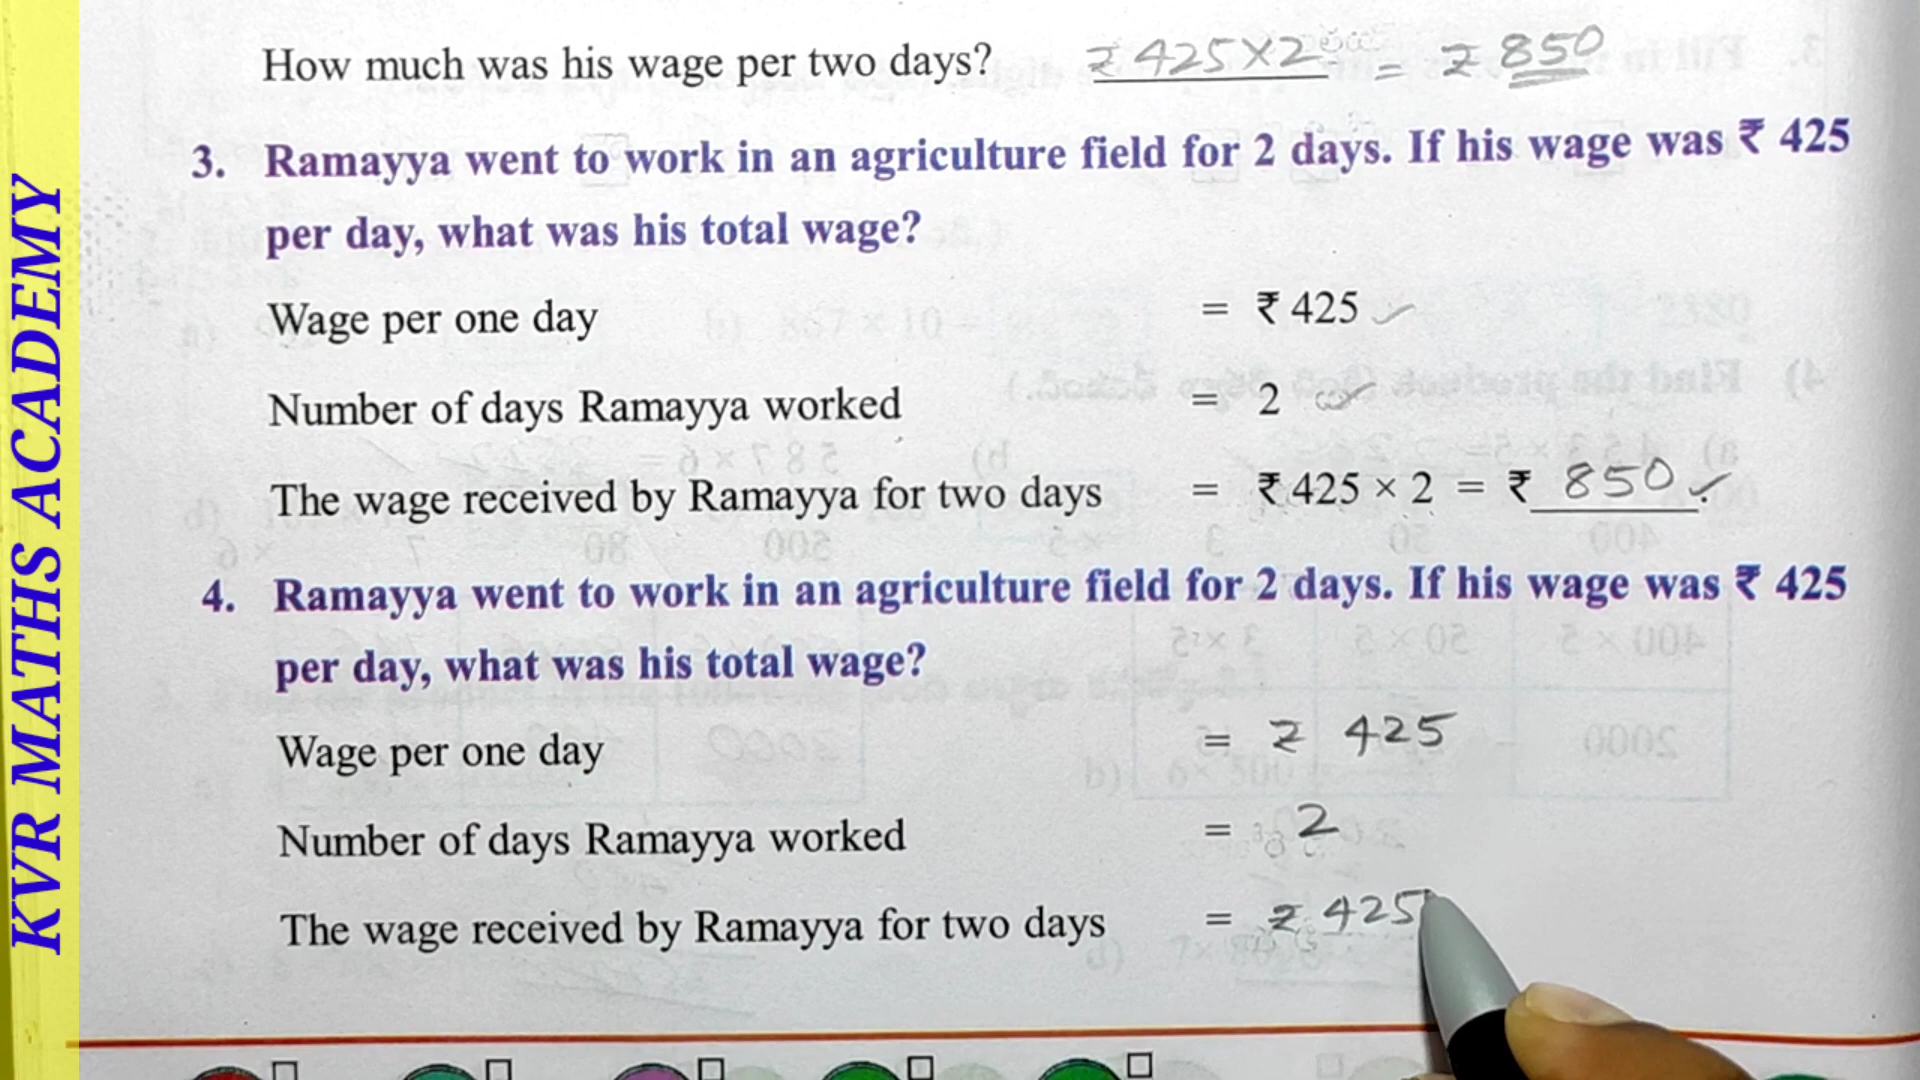 KVR MATHS ACADEMY
How much was his wage per two days? ₹ 425×2 = ₹ 850
3. Ramayya went to work in an agriculture field for 2 days. If his wage was ₹ 425
per day, what was his total wage?
Wage per one day = ₹ 425
Number of days Ramayya worked = 2
The wage received by Ramayya for two days = ₹ 425 × 2 = ₹ 850.
4. Ramayya went to work in an agriculture field for 2 days. If his wage was ₹ 425
per day, what was his total wage?
Wage per one day = ₹ 425
Number of days Ramayya worked = 2
The wage received by Ramayya for two days = ₹ 425